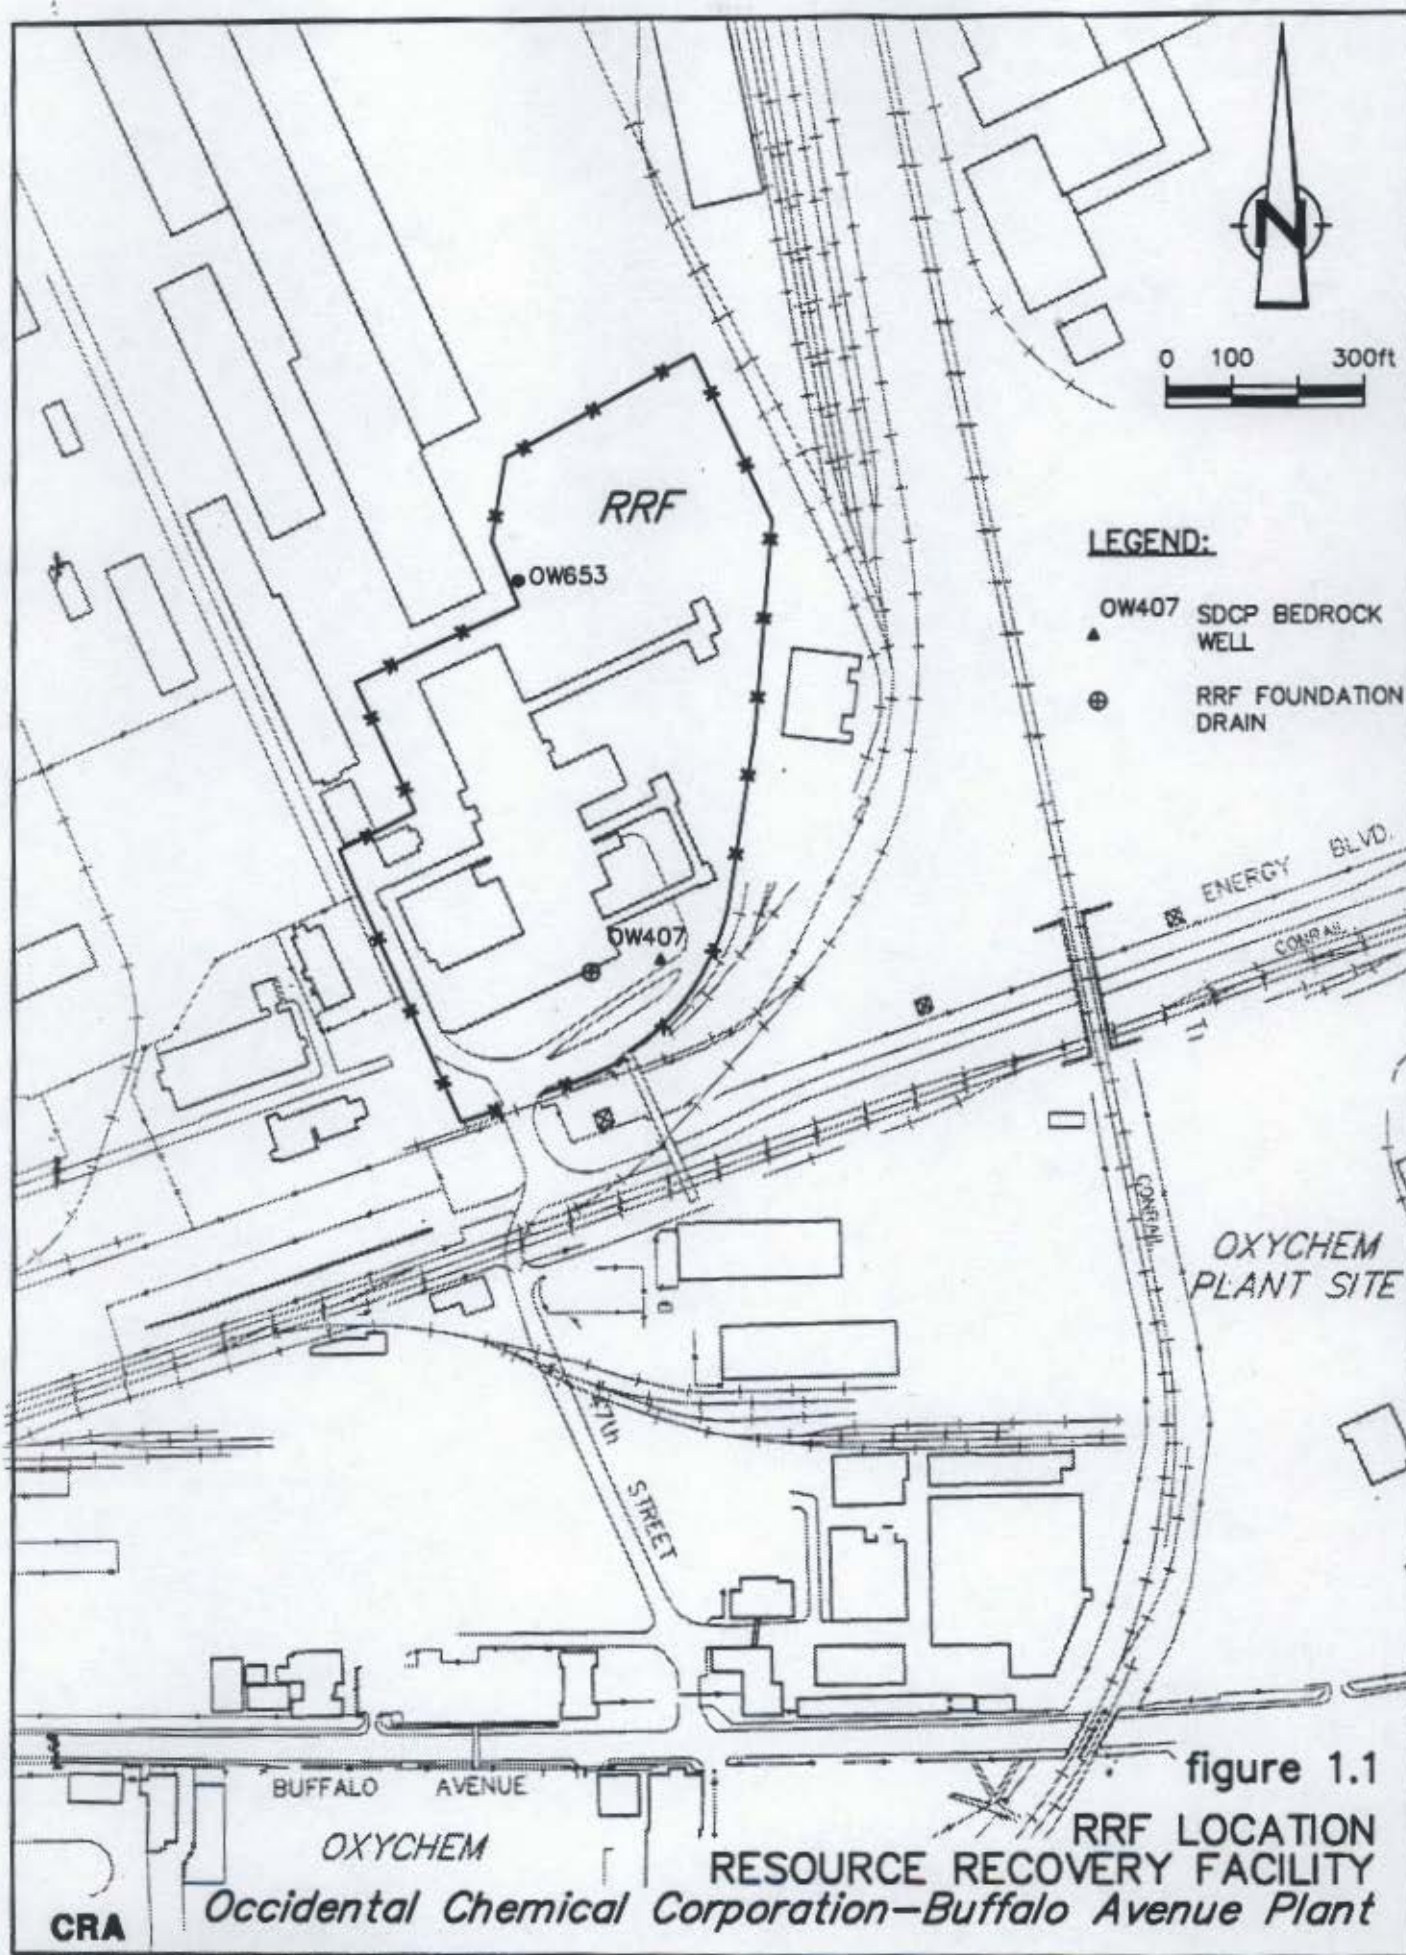 N
0 100 300ft
RRF
LEGEND:
OW653
OW407 SDCP BEDROCK
WELL
RRF FOUNDATION
DRAIN
ENERGY BLVD.
CONRAIL
OW407
CONRAIL
OXYCHEM
PLANT SITE
47th
STREET
BUFFALO AVENUE
figure 1.1
OXYCHEM
RRF LOCATION
RESOURCE RECOVERY FACILITY
CRA
Occidental Chemical Corporation—Buffalo Avenue Plant